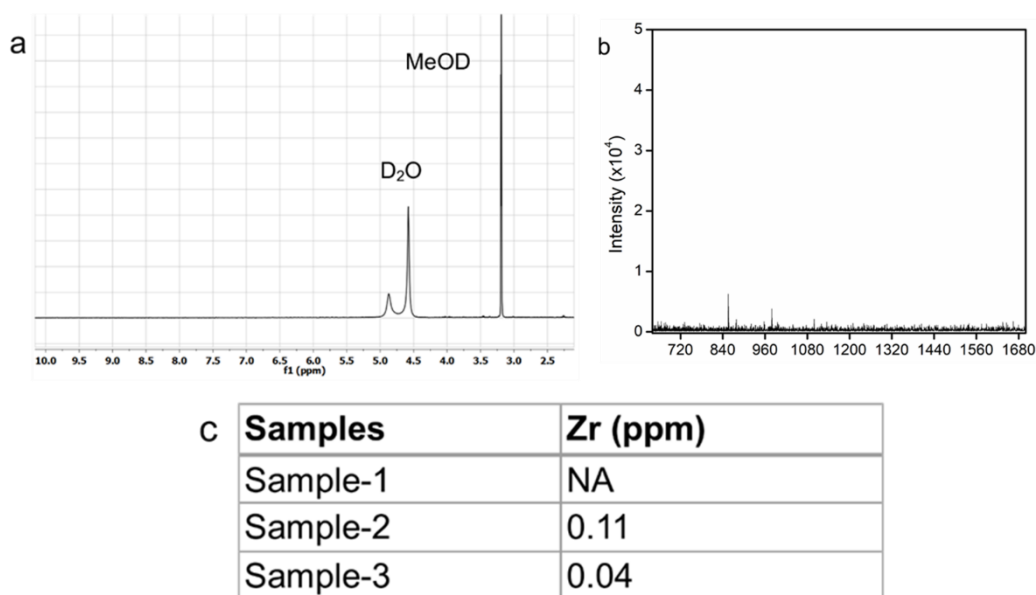 a
MeOD
D₂O
10.0 9.5 9.0 8.5 8.0 7.5 7.0 6.5 6.0 5.5 5.0 4.5 4.0 3.5 3.0 2.5
f1 (ppm)
b
5
4
3
2
1
0
Intensity (x10⁴)
720 840 960 1080 1200 1320 1440 1560 1680
c
Samples Zr (ppm)
Sample-1 NA
Sample-2 0.11
Sample-3 0.04